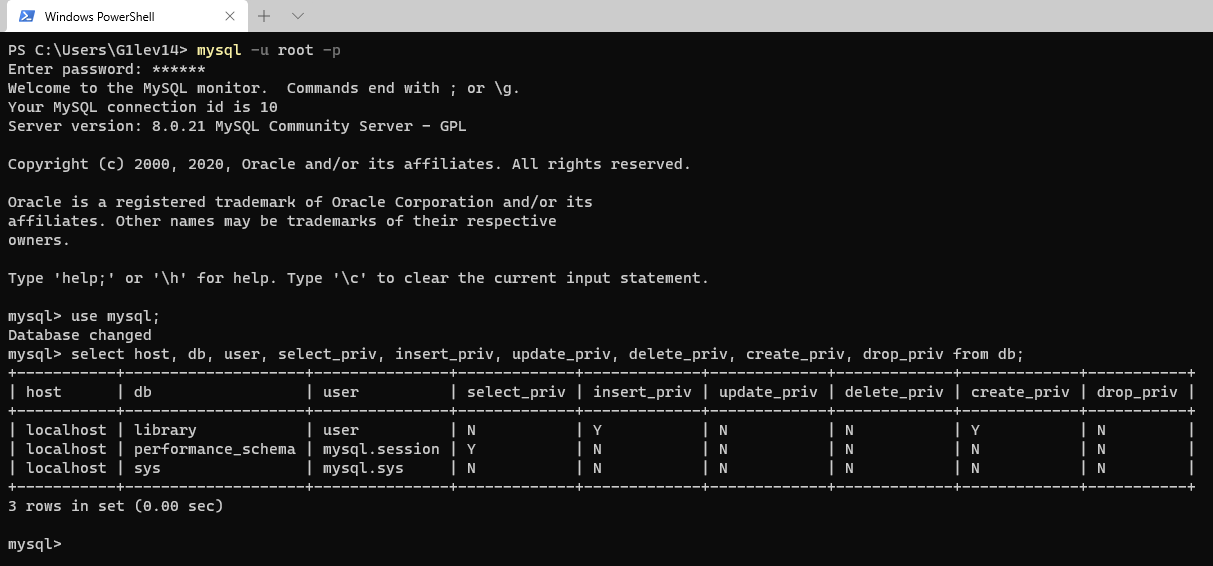 Windows PowerShell
PS C:\Users\G1lev14> mysql -u root -p
Enter password: ******
Welcome to the MySQL monitor.  Commands end with ; or \g.
Your MySQL connection id is 10
Server version: 8.0.21 MySQL Community Server - GPL

Copyright (c) 2000, 2020, Oracle and/or its affiliates. All rights reserved.

Oracle is a registered trademark of Oracle Corporation and/or its
affiliates. Other names may be trademarks of their respective
owners.

Type 'help;' or '\h' for help. Type '\c' to clear the current input statement.

mysql> use mysql;
Database changed
mysql> select host, db, user, select_priv, insert_priv, update_priv, delete_priv, create_priv, drop_priv from db;
+-----------+--------------------+---------------+-------------+-------------+-------------+-------------+-------------+-----------+
| host      | db                 | user          | select_priv | insert_priv | update_priv | delete_priv | create_priv | drop_priv |
+-----------+--------------------+---------------+-------------+-------------+-------------+-------------+-------------+-----------+
| localhost | library            | user          | N           | Y           | N           | N           | Y           | N         |
| localhost | performance_schema | mysql.session | Y           | N           | N           | N           | N           | N         |
| localhost | sys                | mysql.sys     | N           | N           | N           | N           | N           | N         |
+-----------+--------------------+---------------+-------------+-------------+-------------+-------------+-------------+-----------+
3 rows in set (0.00 sec)

mysql>